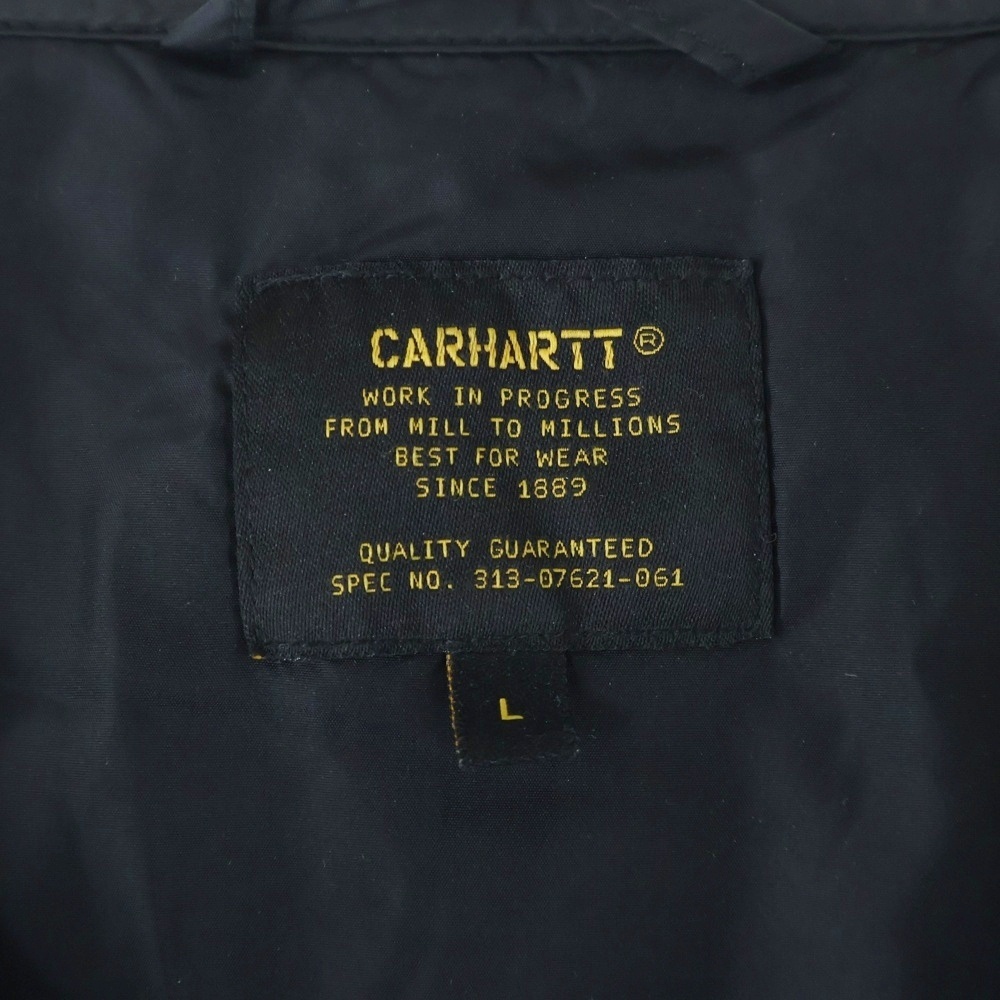 CARHARTT®
WORK IN PROGRESS
FROM MILL TO MILLIONS
BEST FOR WEAR
SINCE 1889
QUALITY GUARANTEED
SPEC NO. 313-07621-061
L